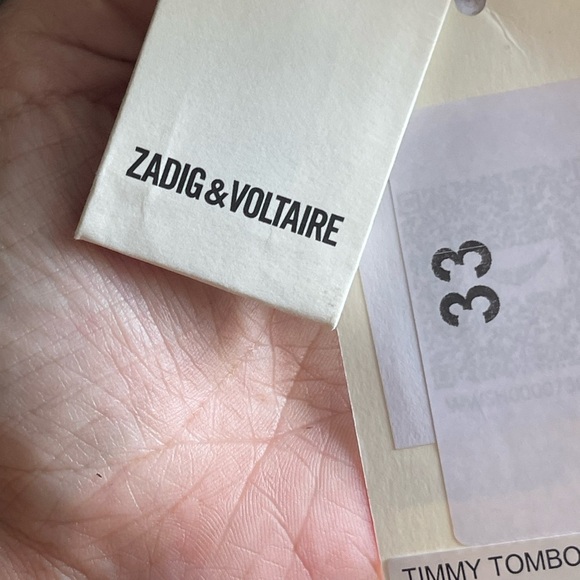 ZADIG & VOLTAIRE
33
TIMMY TOMBO